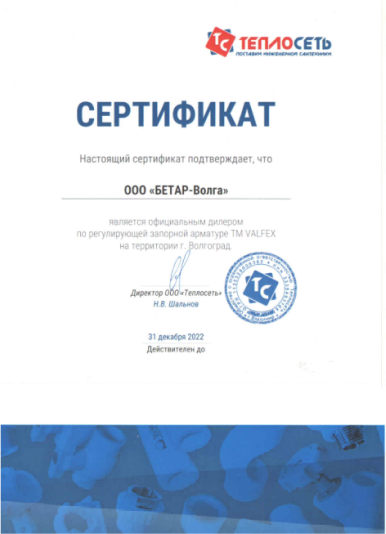 ТС ТЕПЛОСЕТЬ
ПОСТАВКИ ИНЖЕНЕРНОЙ САНТЕХНИКИ
СЕРТИФИКАТ
Настоящий сертификат подтверждает, что
ООО «БЕТАР-Волга»
является официальным дилером
по регулирующей запорной арматуре ТМ VALFEX
на территории г. Волгоград.
Директор ООО «Теплосеть»
Н.В. Шальнов
ТС
31 декабря 2022
Действителен до